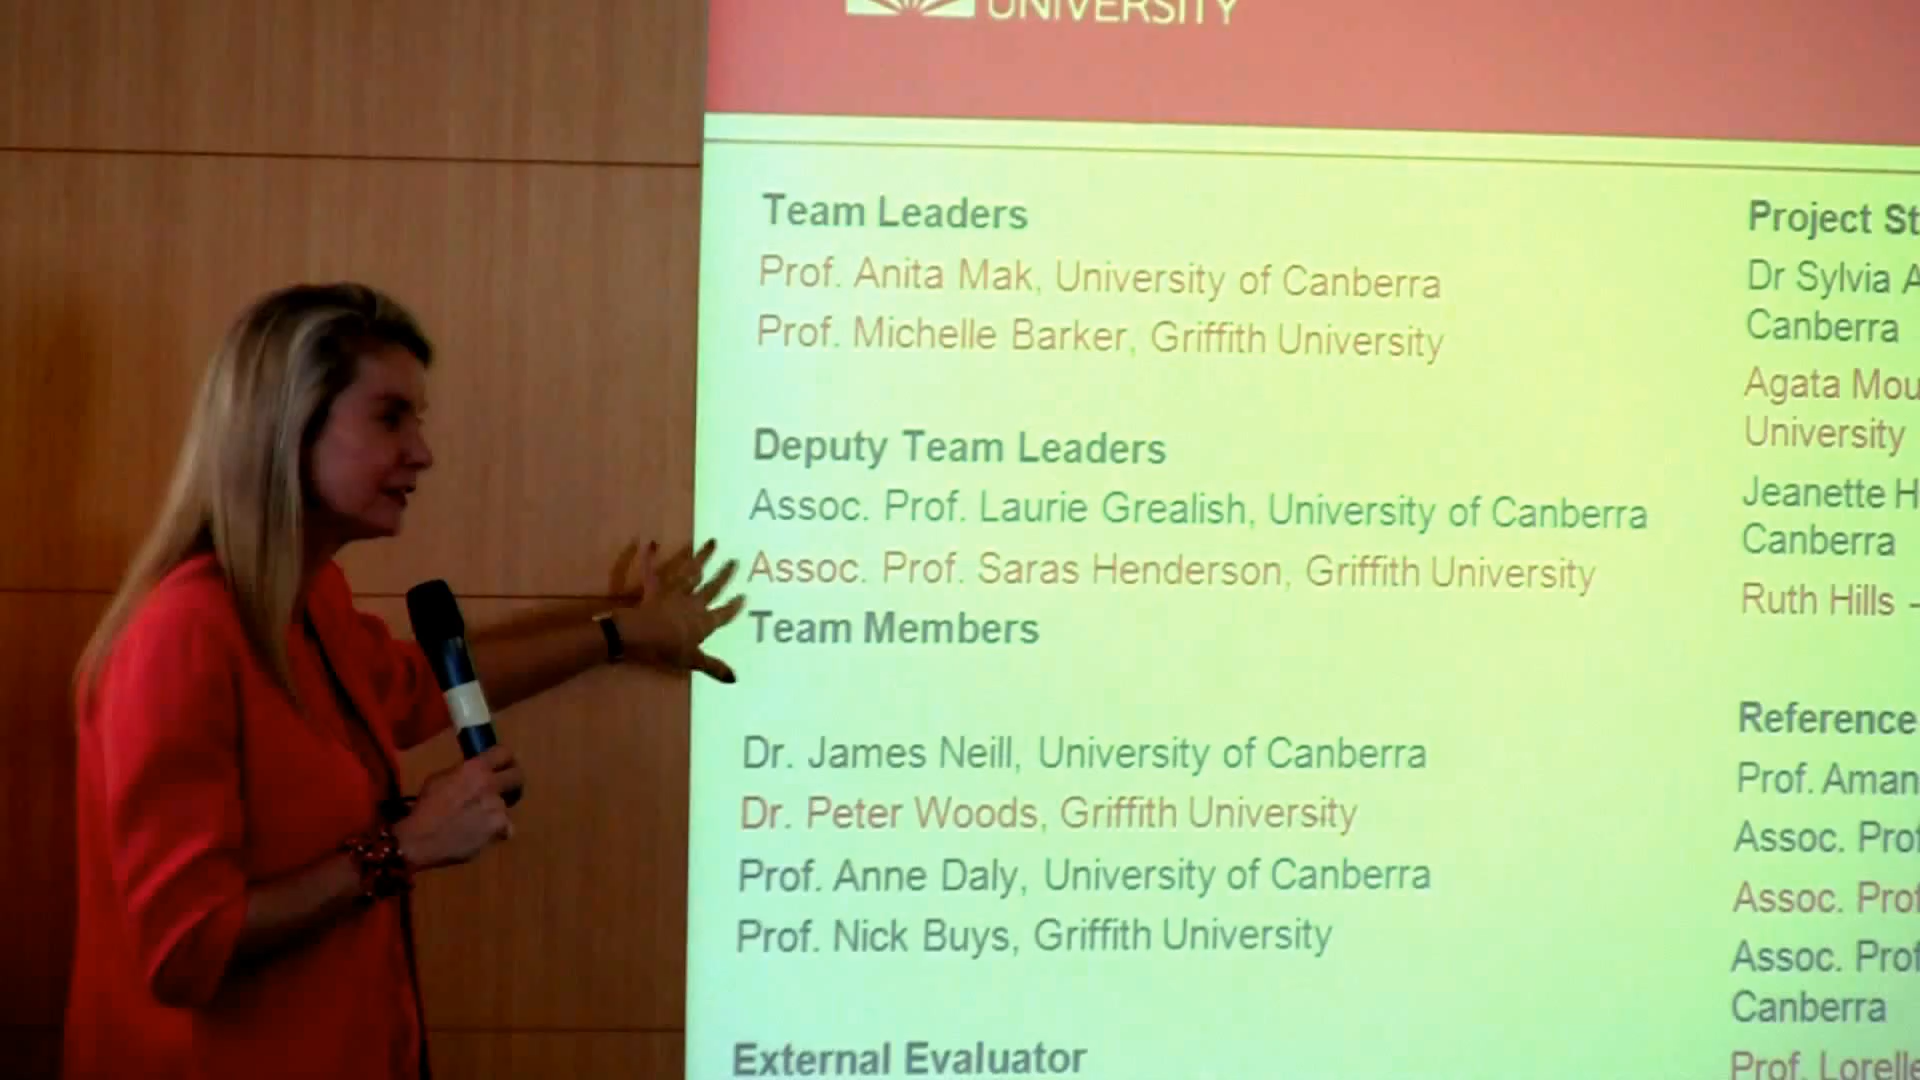 UNIVERSITY
Team Leaders
Prof. Anita Mak, University of Canberra
Prof. Michelle Barker, Griffith University
Deputy Team Leaders
Assoc. Prof. Laurie Grealish, University of Canberra
Assoc. Prof. Saras Henderson, Griffith University
Team Members
Dr. James Neill, University of Canberra
Dr. Peter Woods, Griffith University
Prof. Anne Daly, University of Canberra
Prof. Nick Buys, Griffith University
External Evaluator
Project St
Dr Sylvia A
Canberra
Agata Mou
University
Jeanette H
Canberra
Ruth Hills -
Reference
Prof. Aman
Assoc. Prof
Assoc. Prof
Assoc. Prof
Canberra
Prof. Lorelle